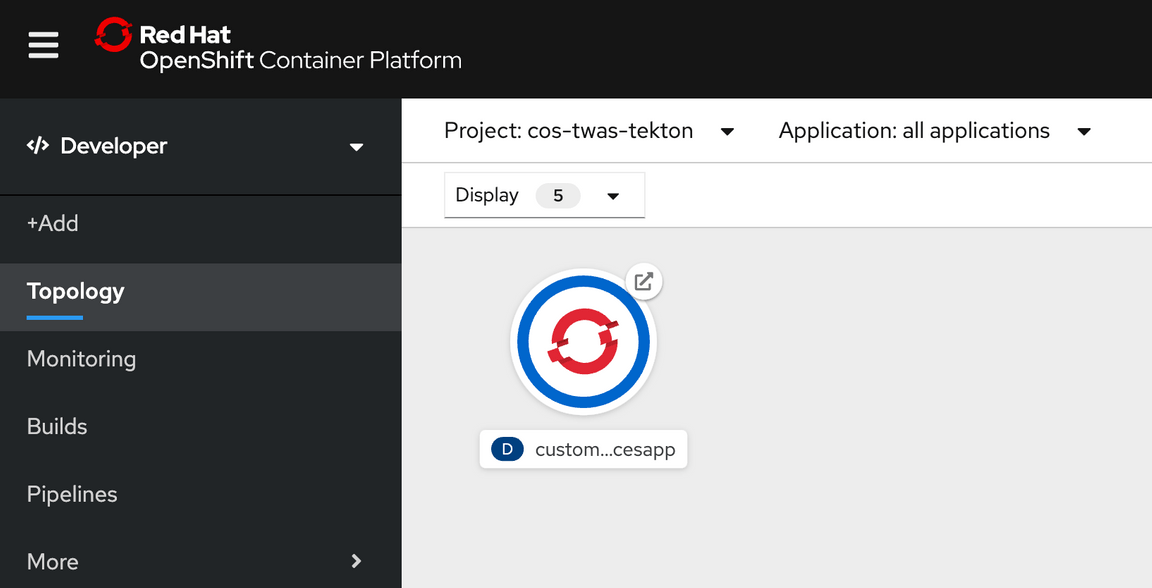 Red Hat
OpenShift Container Platform
Developer
Project: cos-twas-tekton
Application: all applications
Display 5
+Add
Topology
Monitoring
Builds
Pipelines
More
D custom...cesapp